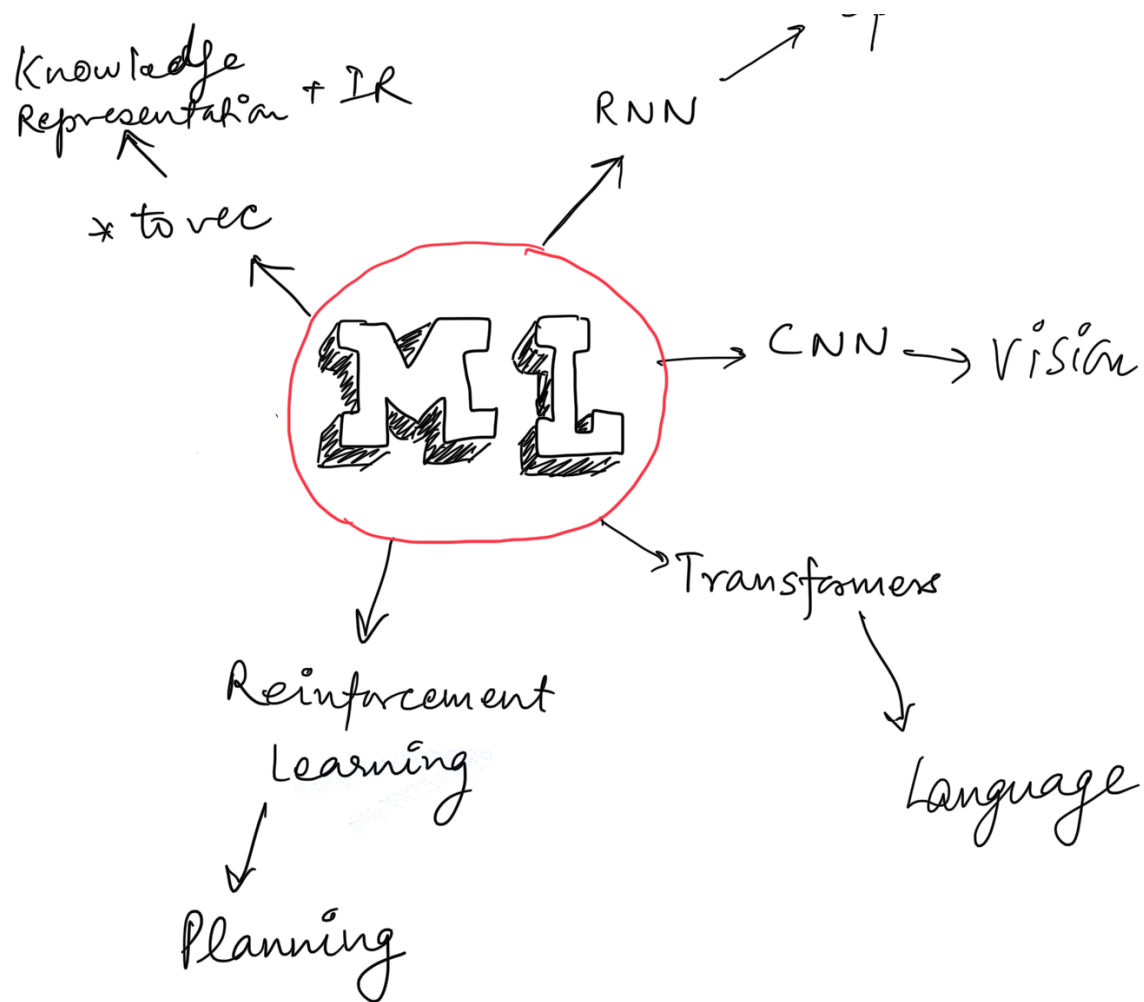 Knowledge
Representation + IR
* to vec
RNN
ML
CNN
Vision
Transformers
Reinforcement
Learning
Language
Planning